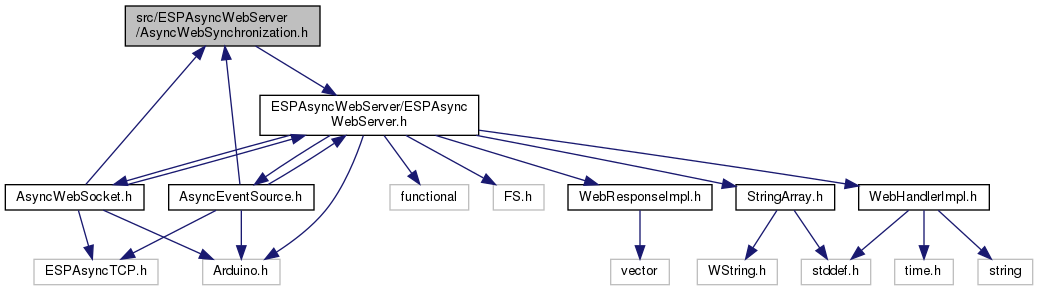 src/ESPAsyncWebServer
/AsyncWebSynchronization.h
ESPAsyncWebServer/ESPAsync
WebServer.h
AsyncWebSocket.h
AsyncEventSource.h
functional
FS.h
WebResponseImpl.h
StringArray.h
WebHandlerImpl.h
ESPAsyncTCP.h
Arduino.h
vector
WString.h
stddef.h
time.h
string